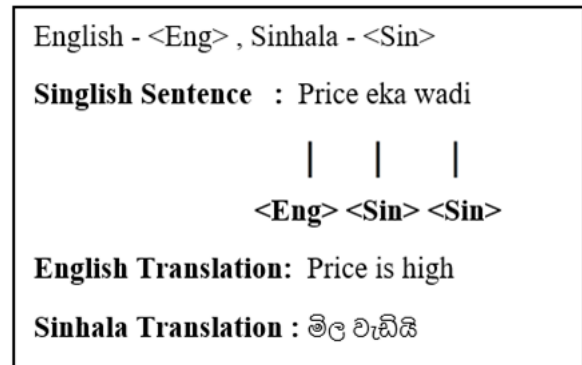 English - <Eng> , Sinhala - <Sin>
Singlish Sentence : Price eka wadi
| | |
<Eng> <Sin> <Sin>
English Translation: Price is high
Sinhala Translation : මිල වැඩියි